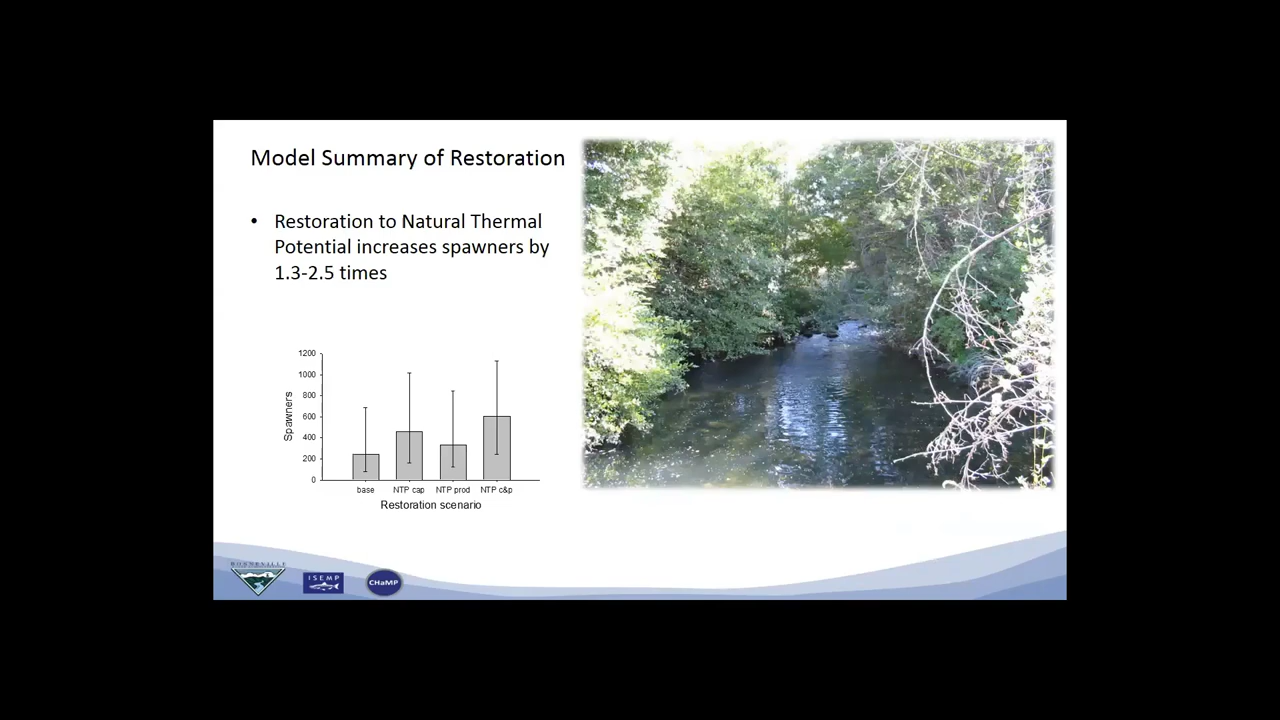 Model Summary of Restoration
• Restoration to Natural Thermal
Potential increases spawners by
1.3-2.5 times
1200
1000
800
600
400
200
0
Spawners
base NTP cap NTP prod NTP c&p
Restoration scenario
BONNEVILLE
ISEMP
CHaMP